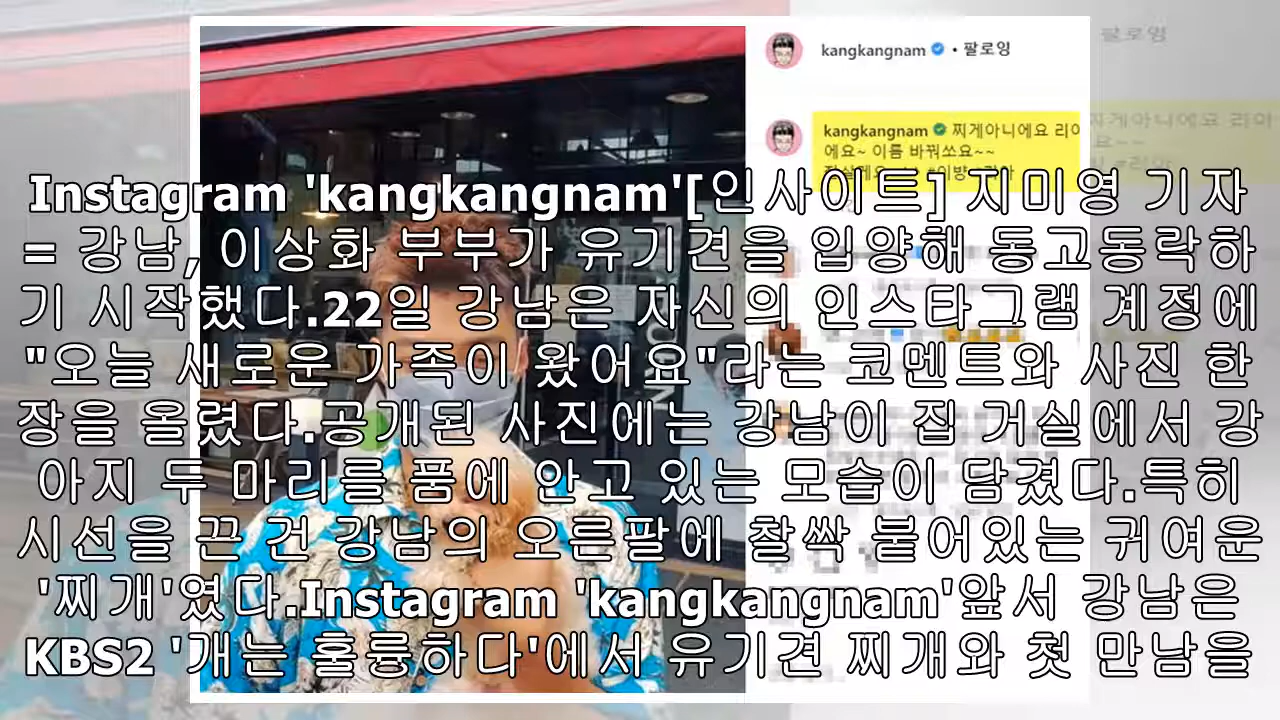 kangkangnam • 팔로잉
kangkangnam 찌게아니에요 리아
에요~ 이름 바꿔쏘요~~
Instagram 'kangkangnam'[인사이트] 지미영 기자
= 강남, 이상화 부부가 유기견을 입양해 동고동락하
기 시작했다.22일 강남은 자신의 인스타그램 계정에
"오늘 새로운 가족이 왔어요"라는 코멘트와 사진 한
장을 올렸다.공개된 사진에는 강남이 집 거실에서 강
아지 두 마리를 품에 안고 있는 모습이 담겼다.특히
시선을 끈 건 강남의 오른팔에 찰싹 붙어있는 귀여운
'찌개'였다.Instagram 'kangkangnam'앞서 강남은
KBS2 '개는 훌륭하다'에서 유기견 찌개와 첫 만남을